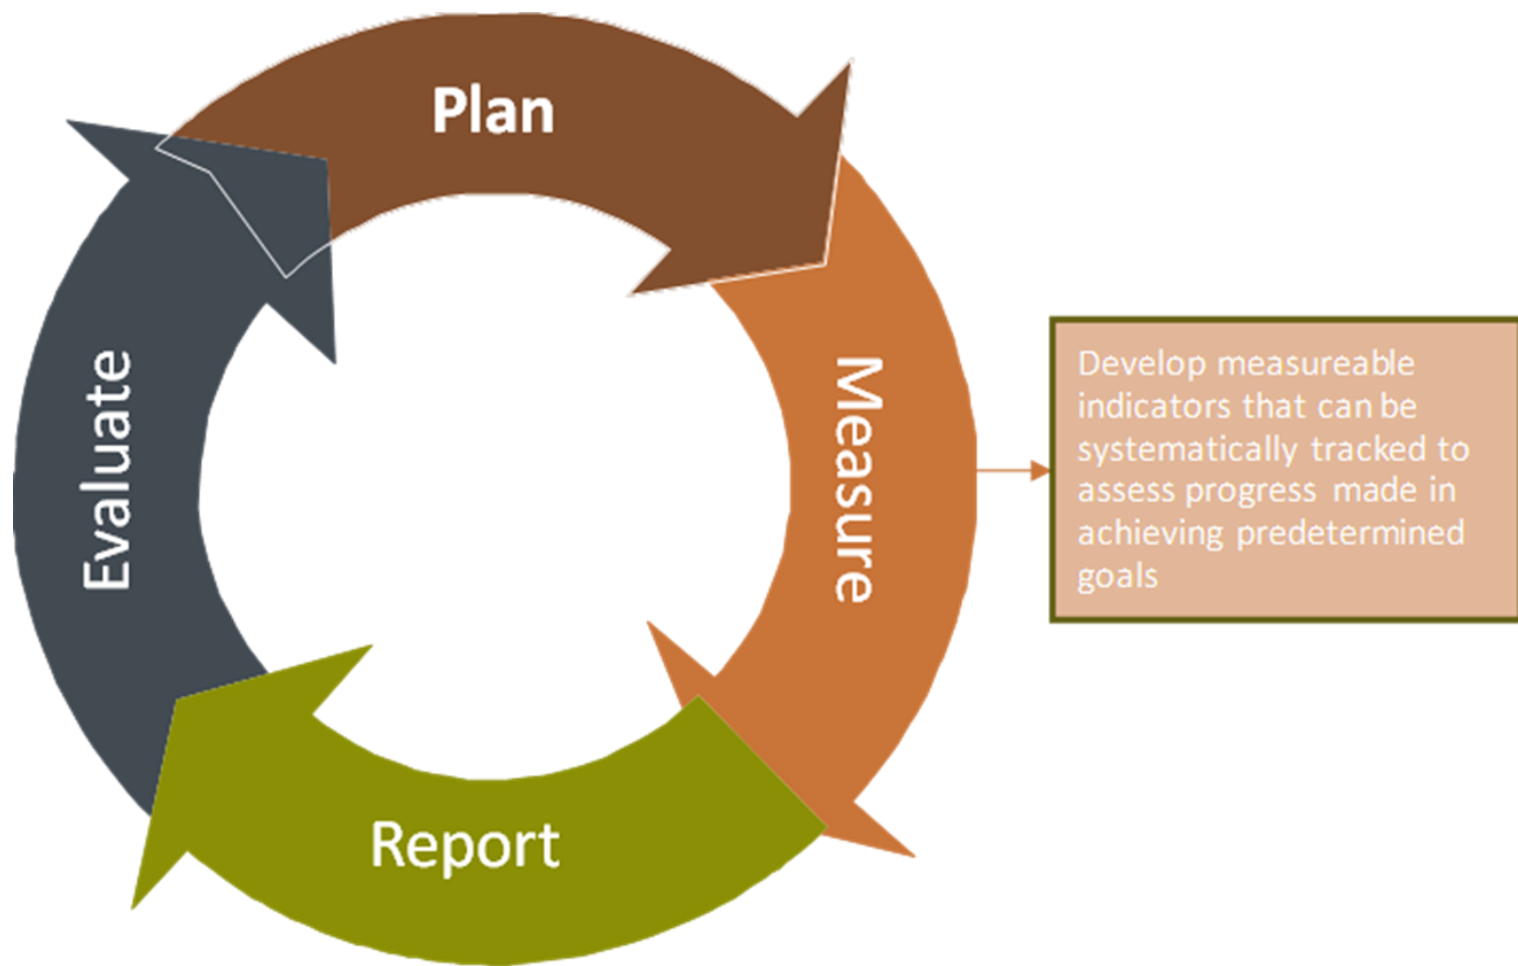 Plan
Measure
Develop measureable
indicators that can be
systematically tracked to
assess progress made in
achieving predetermined
goals
Report
Evaluate